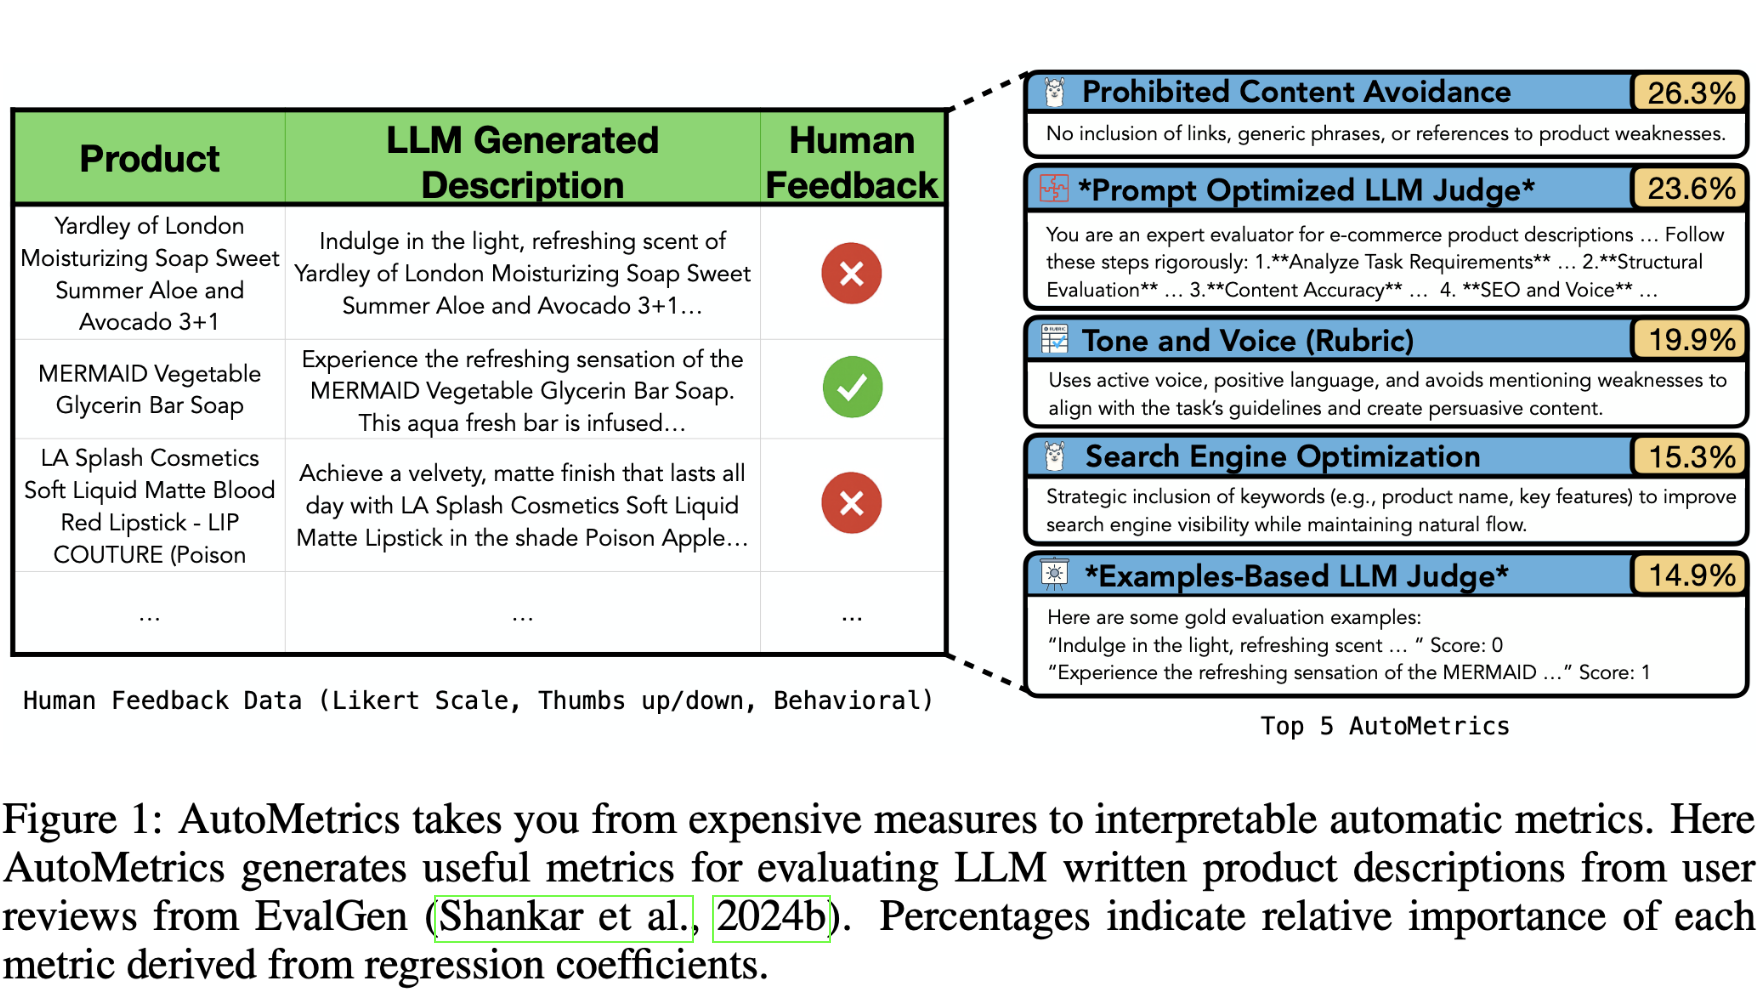 Product
LLM Generated
Description
Human
Feedback
Yardley of London
Moisturizing Soap Sweet
Summer Aloe and
Avocado 3+1
Indulge in the light, refreshing scent of
Yardley of London Moisturizing Soap Sweet
Summer Aloe and Avocado 3+1…
MERMAID Vegetable
Glycerin Bar Soap
Experience the refreshing sensation of the
MERMAID Vegetable Glycerin Bar Soap.
This aqua fresh bar is infused…
LA Splash Cosmetics
Soft Liquid Matte Blood
Red Lipstick - LIP
COUTURE (Poison
Achieve a velvety, matte finish that lasts all
day with LA Splash Cosmetics Soft Liquid
Matte Lipstick in the shade Poison Apple…
… … …
Human Feedback Data (Likert Scale, Thumbs up/down, Behavioral)
Prohibited Content Avoidance 26.3%
No inclusion of links, generic phrases, or references to product weaknesses.
*Prompt Optimized LLM Judge* 23.6%
You are an expert evaluator for e-commerce product descriptions … Follow
these steps rigorously: 1.**Analyze Task Requirements** … 2.**Structural
Evaluation** … 3.**Content Accuracy** … 4. **SEO and Voice** …
RUBRIC
Tone and Voice (Rubric) 19.9%
Uses active voice, positive language, and avoids mentioning weaknesses to
align with the task's guidelines and create persuasive content.
Search Engine Optimization 15.3%
Strategic inclusion of keywords (e.g., product name, key features) to improve
search engine visibility while maintaining natural flow.
*Examples-Based LLM Judge* 14.9%
Here are some gold evaluation examples:
“Indulge in the light, refreshing scent … “ Score: 0
“Experience the refreshing sensation of the MERMAID …” Score: 1
Top 5 AutoMetrics
Figure 1: AutoMetrics takes you from expensive measures to interpretable automatic metrics. Here
AutoMetrics generates useful metrics for evaluating LLM written product descriptions from user
reviews from EvalGen (Shankar et al., 2024b). Percentages indicate relative importance of each
metric derived from regression coefficients.